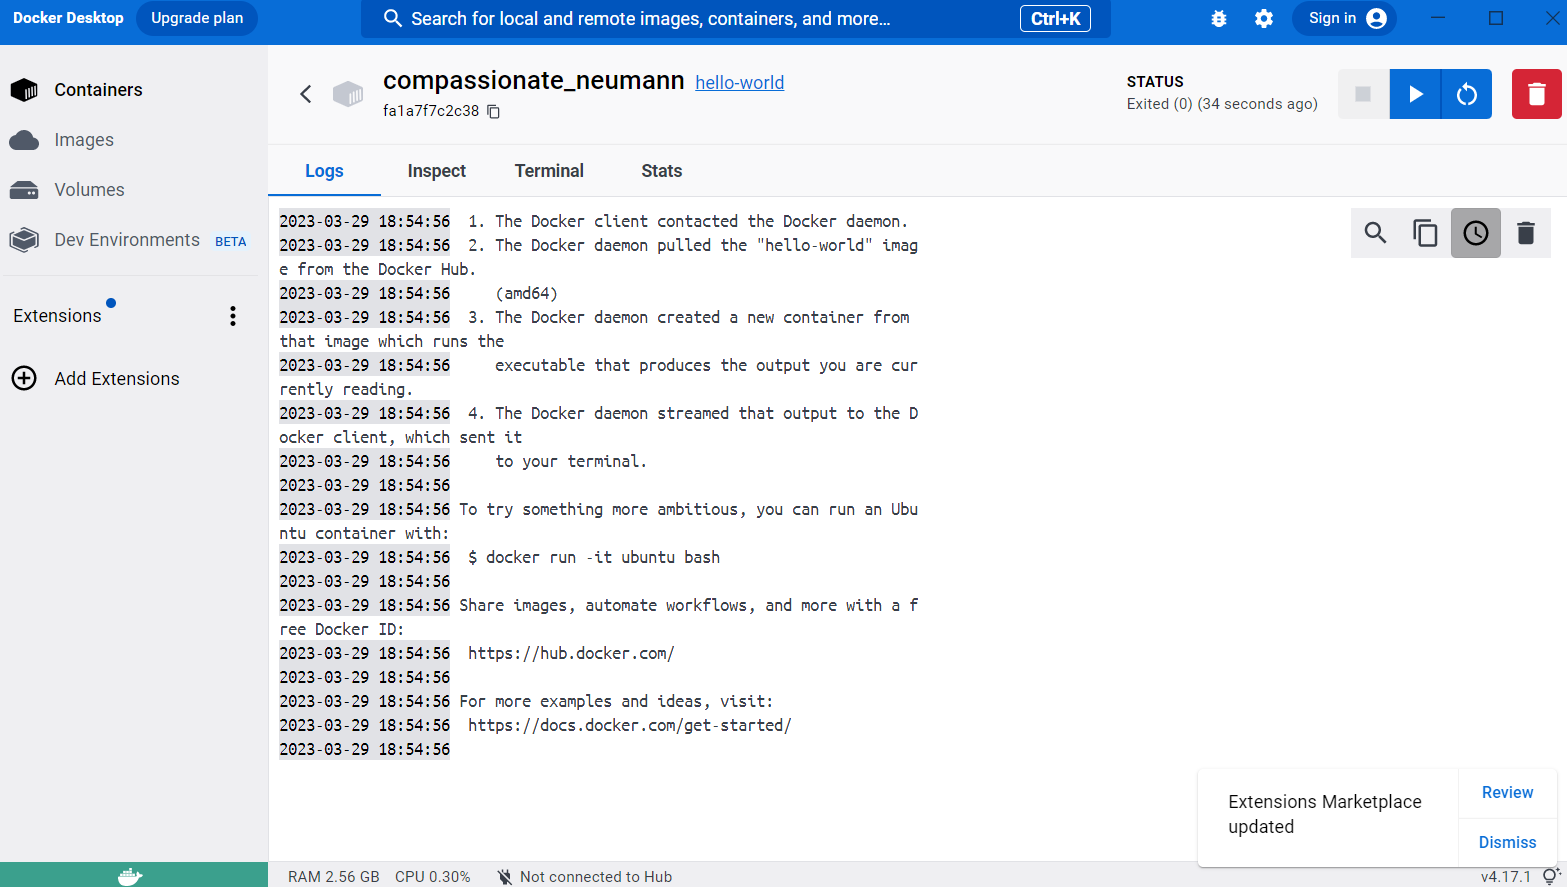 Docker Desktop
Upgrade plan
Search for local and remote images, containers, and more...
Ctrl+K
Sign in
Containers
Images
Volumes
Dev Environments BETA
Extensions
Add Extensions
compassionate_neumann hello-world
fa1a7f7c2c38
STATUS
Exited (0) (34 seconds ago)
Logs Inspect Terminal Stats
2023-03-29 18:54:56  1. The Docker client contacted the Docker daemon.
2023-03-29 18:54:56  2. The Docker daemon pulled the "hello-world" imag
e from the Docker Hub.
2023-03-29 18:54:56     (amd64)
2023-03-29 18:54:56  3. The Docker daemon created a new container from
that image which runs the
2023-03-29 18:54:56     executable that produces the output you are cur
rently reading.
2023-03-29 18:54:56  4. The Docker daemon streamed that output to the D
ocker client, which sent it
2023-03-29 18:54:56     to your terminal.
2023-03-29 18:54:56
2023-03-29 18:54:56 To try something more ambitious, you can run an Ubu
ntu container with:
2023-03-29 18:54:56  $ docker run -it ubuntu bash
2023-03-29 18:54:56
2023-03-29 18:54:56 Share images, automate workflows, and more with a f
ree Docker ID:
2023-03-29 18:54:56  https://hub.docker.com/
2023-03-29 18:54:56
2023-03-29 18:54:56 For more examples and ideas, visit:
2023-03-29 18:54:56  https://docs.docker.com/get-started/
2023-03-29 18:54:56
Extensions Marketplace
updated
Review
Dismiss
RAM 2.56 GB CPU 0.30% Not connected to Hub
v4.17.1